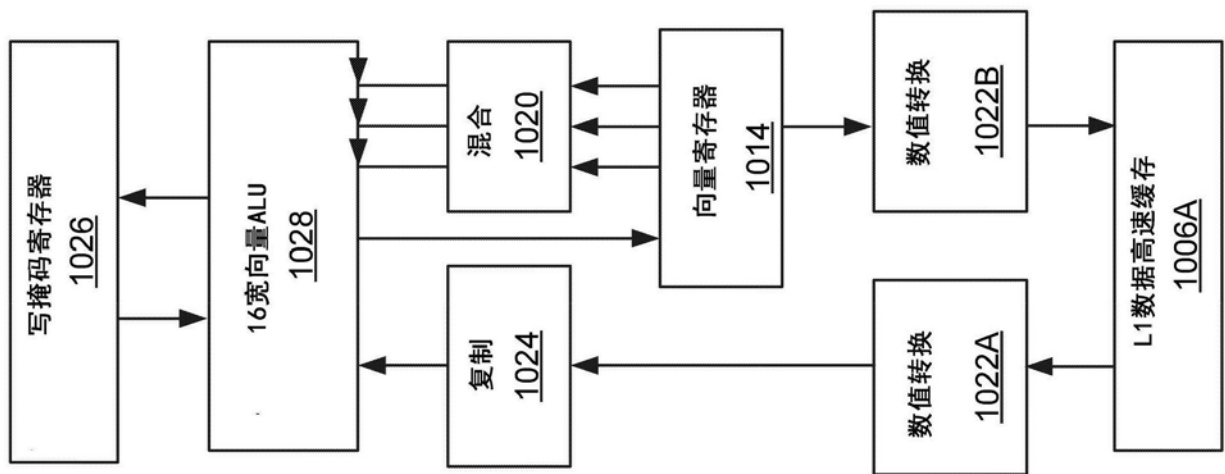 写掩码寄存器
1026
16宽向量ALU
1028
混合
1020
复制
1024
向量寄存器
1014
数值转换
1022B
数值转换
1022A
L1数据高速缓存
1006A